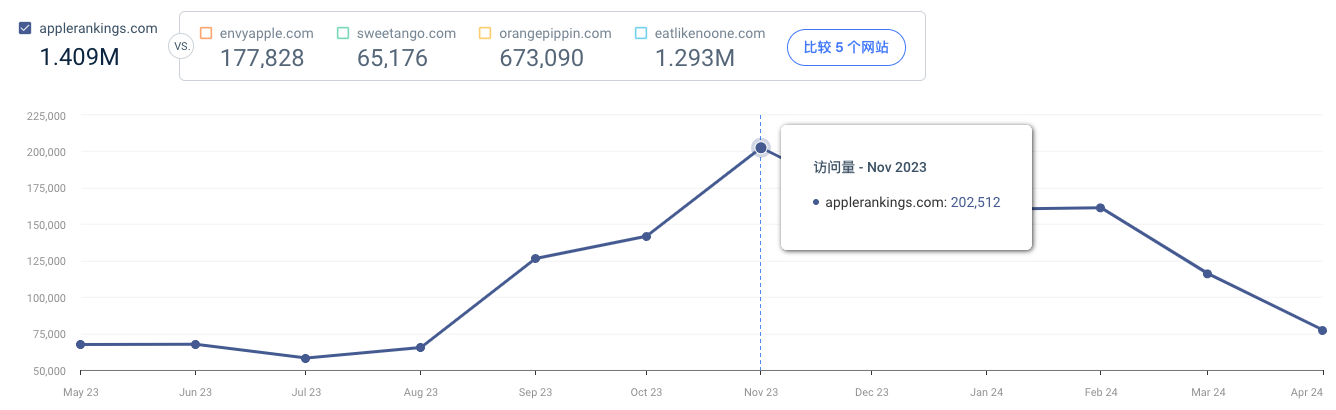 applerankings.com
1.409M
VS.
envyapple.com
177,828
sweetango.com
65,176
orangepippin.com
673,090
eatlikenoone.com
1.293M
比较 5 个网站
225,000
200,000
175,000
150,000
125,000
100,000
75,000
50,000
访问量 - Nov 2023
applerankings.com: 202,512
May 23
Jun 23
Jul 23
Aug 23
Sep 23
Oct 23
Nov 23
Dec 23
Jan 24
Feb 24
Mar 24
Apr 24